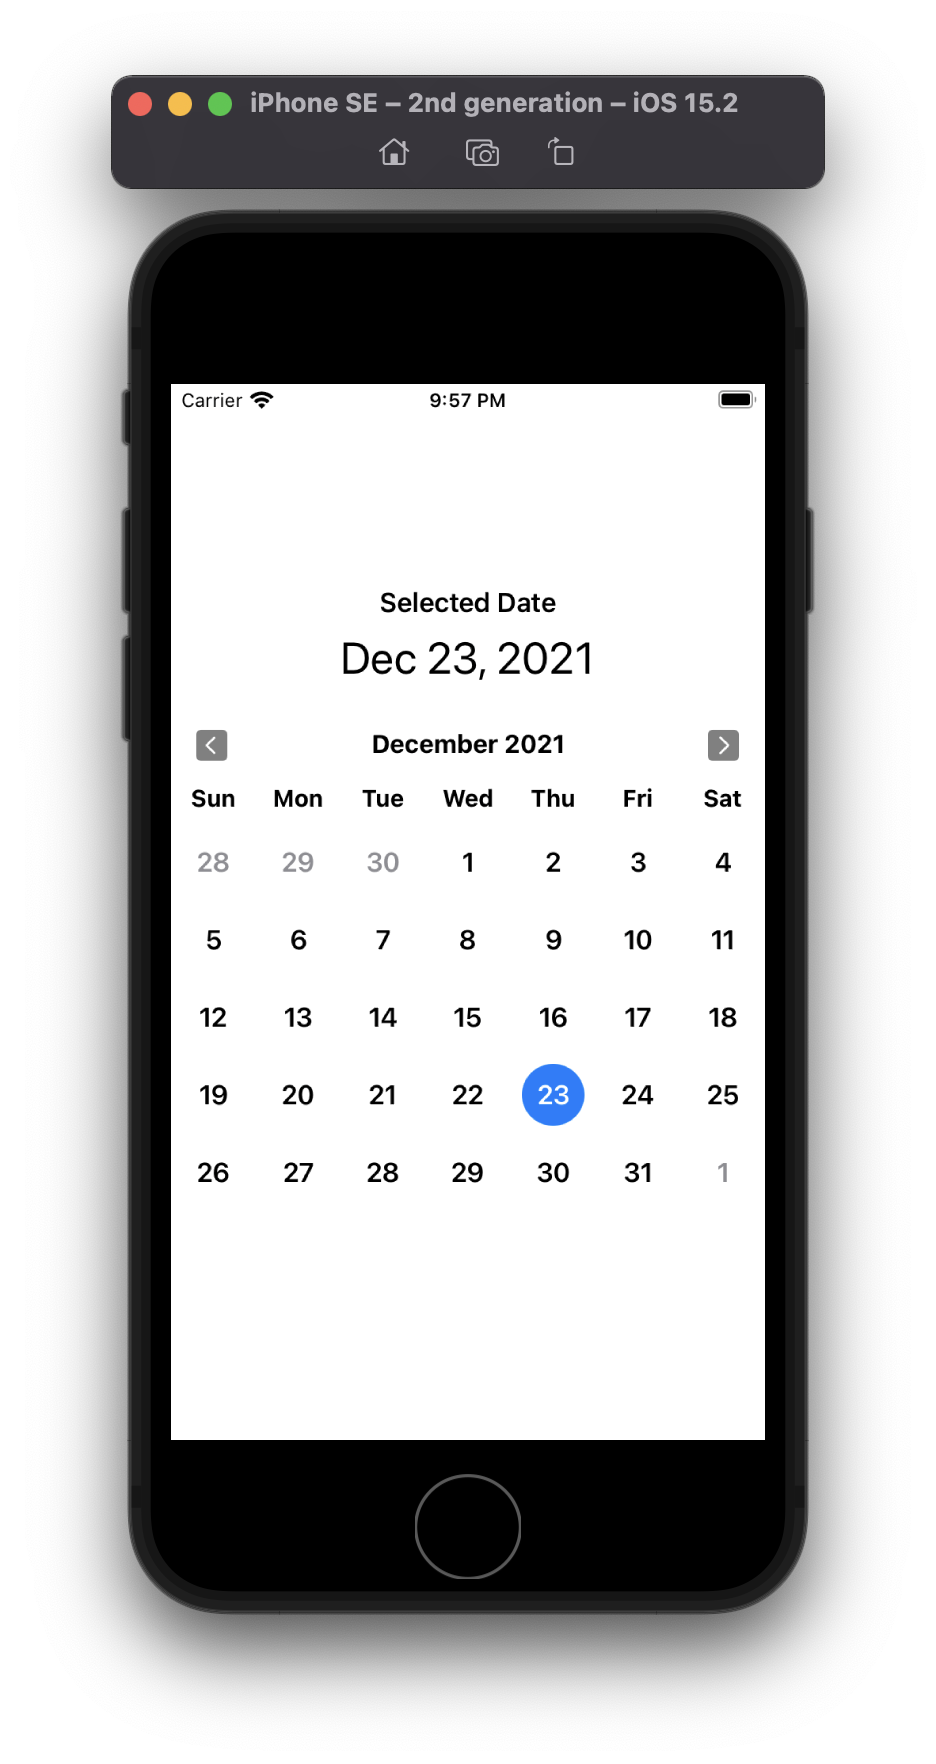 iPhone SE – 2nd generation – iOS 15.2
Carrier 9:57 PM
Selected Date
Dec 23, 2021
December 2021
Sun Mon Tue Wed Thu Fri Sat
28 29 30 1 2 3 4
5 6 7 8 9 10 11
12 13 14 15 16 17 18
19 20 21 22 23 24 25
26 27 28 29 30 31 1